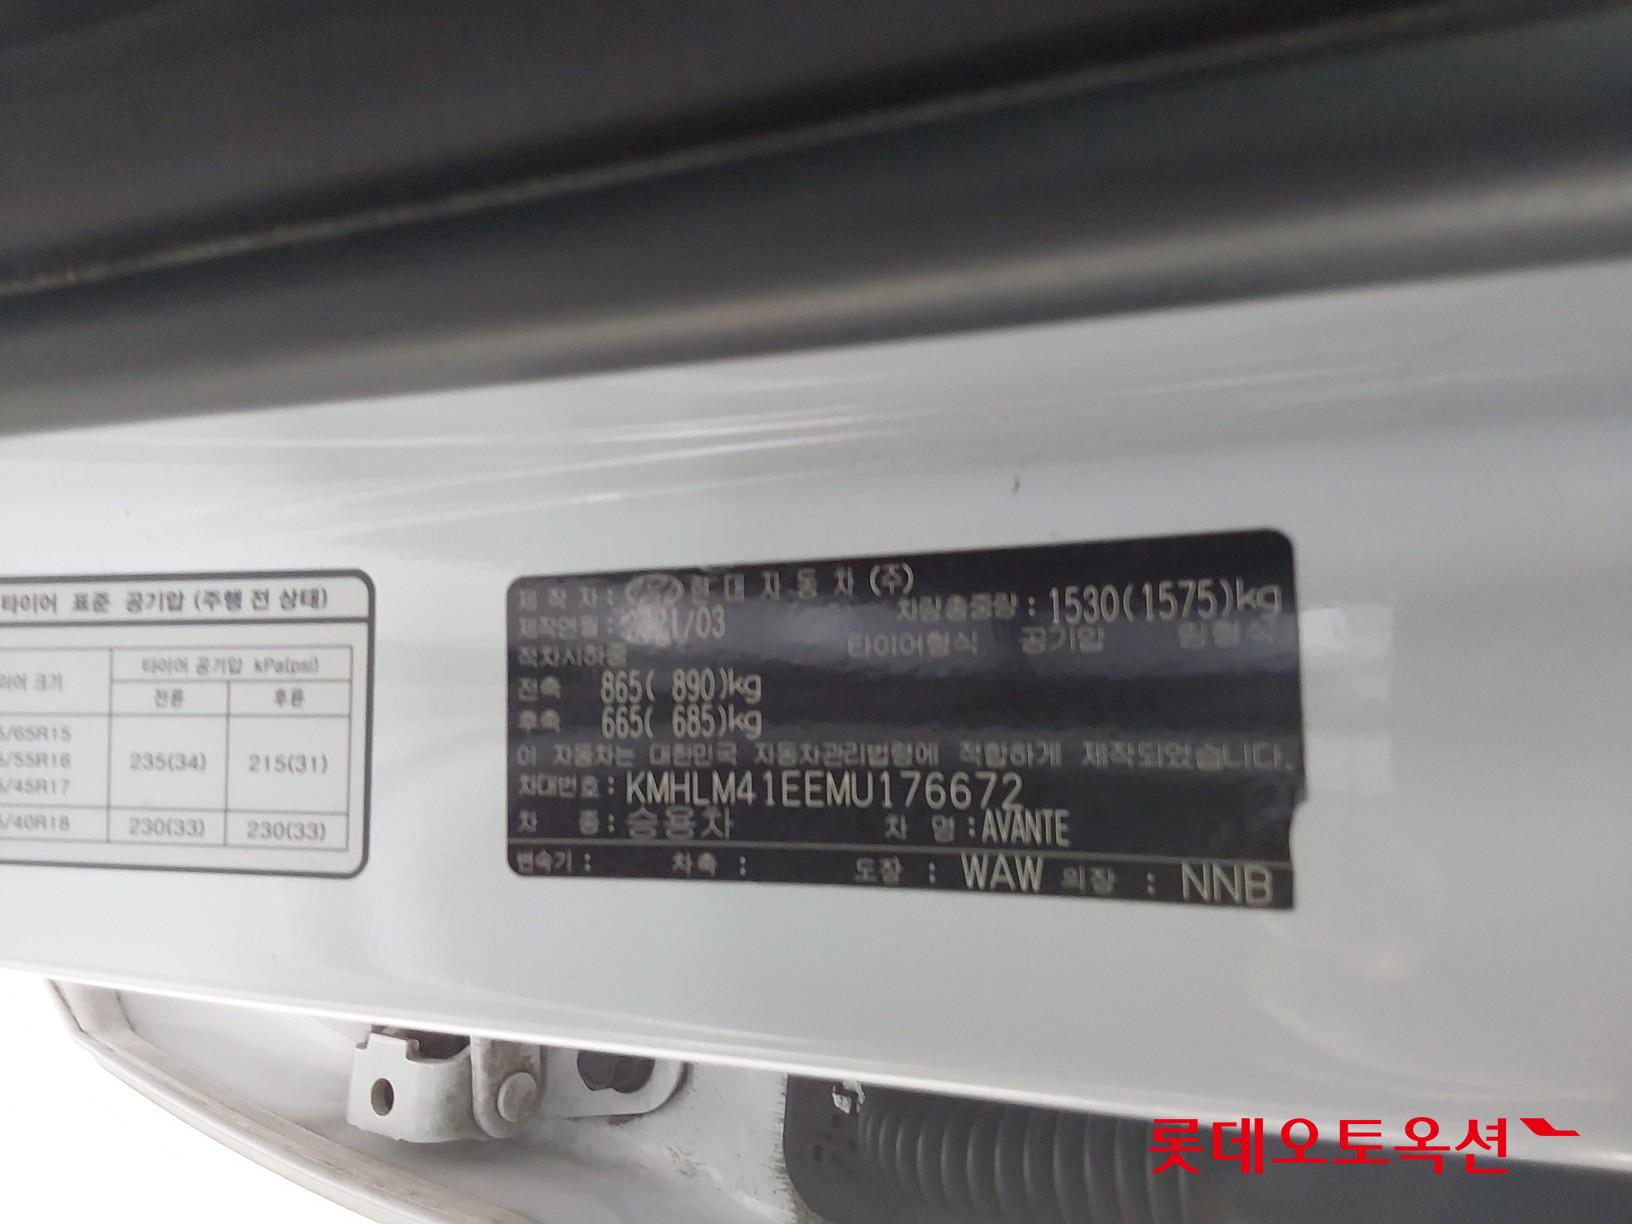 타이어 표준 공기압 (주행 전 상태)
이어 크기
타이어 공기압 kPa(psi)
전륜 후륜
5/65R15
5/55R16
5/45R17
235(34) 215(31)
5/40R18 230(33) 230(33)
제 작 자 : 현 대 자 동 차 (주)
제작연월 : 2021/03
차량총중량 : 1530(1575)kg
적차시하중
타이어형식 공기압 림형식
전축 865( 890)kg
후축 665( 685)kg
이 자동차는 대한민국 자동차관리법령에 적합하게 제작되었습니다.
차대번호 : KMHLM41EEMU176672
차 종 : 승용차 차 명 : AVANTE
변속기 : 차축 : 도장 : WAW 의장 : NNB
롯데오토옥션